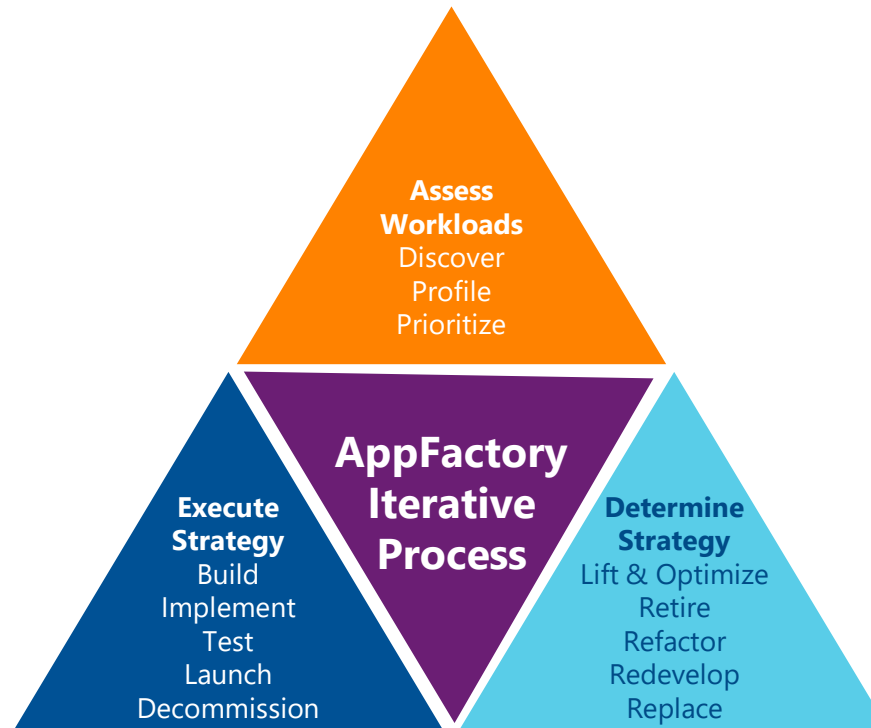 Assess
Workloads
Discover
Profile
Prioritize
AppFactory
Iterative
Process
Execute
Strategy
Build
Implement
Test
Launch
Decommission
Determine
Strategy
Lift & Optimize
Retire
Refactor
Redevelop
Replace